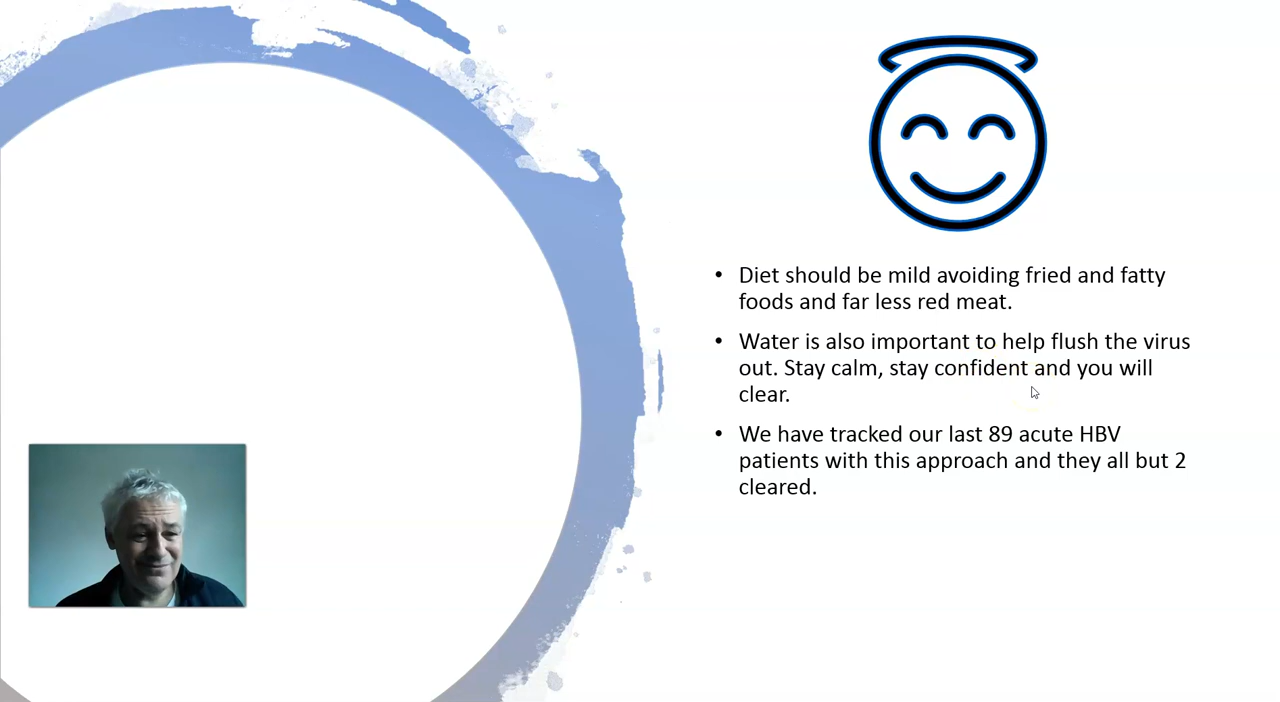 • Diet should be mild avoiding fried and fatty
foods and far less red meat.
• Water is also important to help flush the virus
out. Stay calm, stay confident and you will
clear.
• We have tracked our last 89 acute HBV
patients with this approach and they all but 2
cleared.